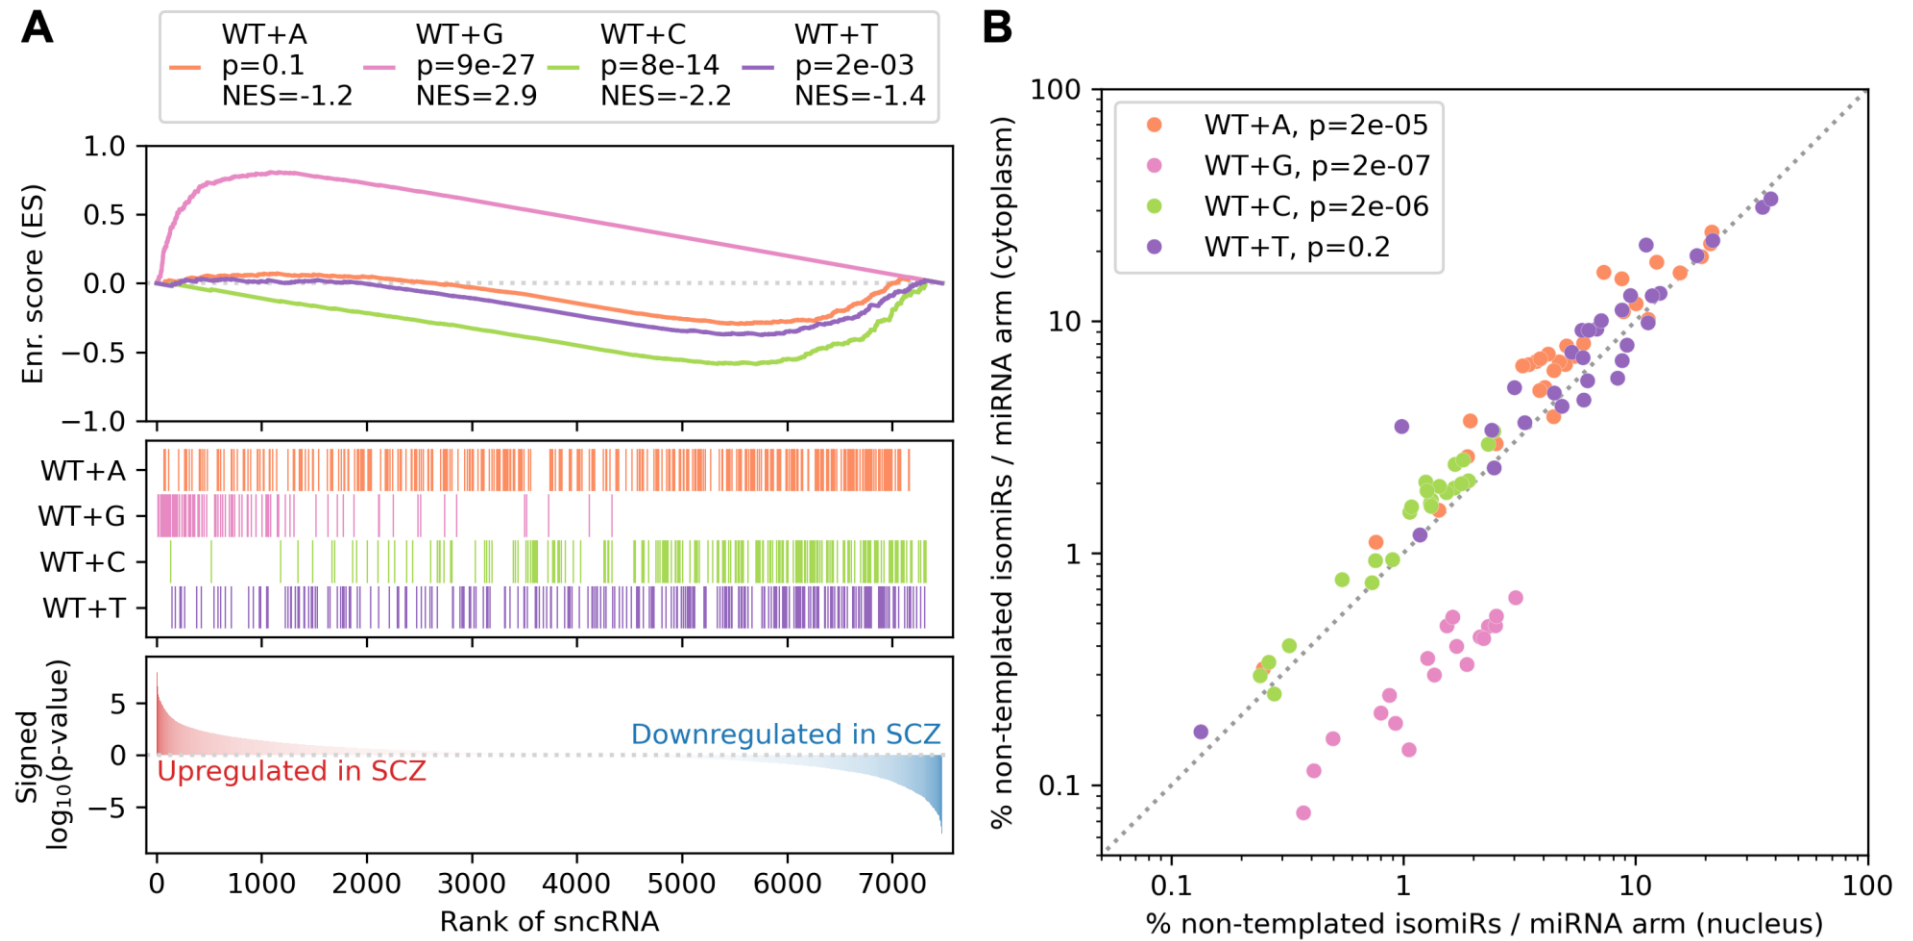 A
WT+A
p=0.1
NES=-1.2
WT+G
p=9e-27
NES=2.9
WT+C
p=8e-14
NES=-2.2
WT+T
p=2e-03
NES=-1.4
Enr. score (ES)
1.0
0.5
0.0
−0.5
−1.0
WT+A
WT+G
WT+C
WT+T
Signed
log₁₀(p-value)
5
0
−5
Upregulated in SCZ
Downregulated in SCZ
0 1000 2000 3000 4000 5000 6000 7000
Rank of sncRNA
B
% non-templated isomiRs / miRNA arm (cytoplasm)
100
10
1
0.1
WT+A, p=2e-05
WT+G, p=2e-07
WT+C, p=2e-06
WT+T, p=0.2
0.1 1 10 100
% non-templated isomiRs / miRNA arm (nucleus)